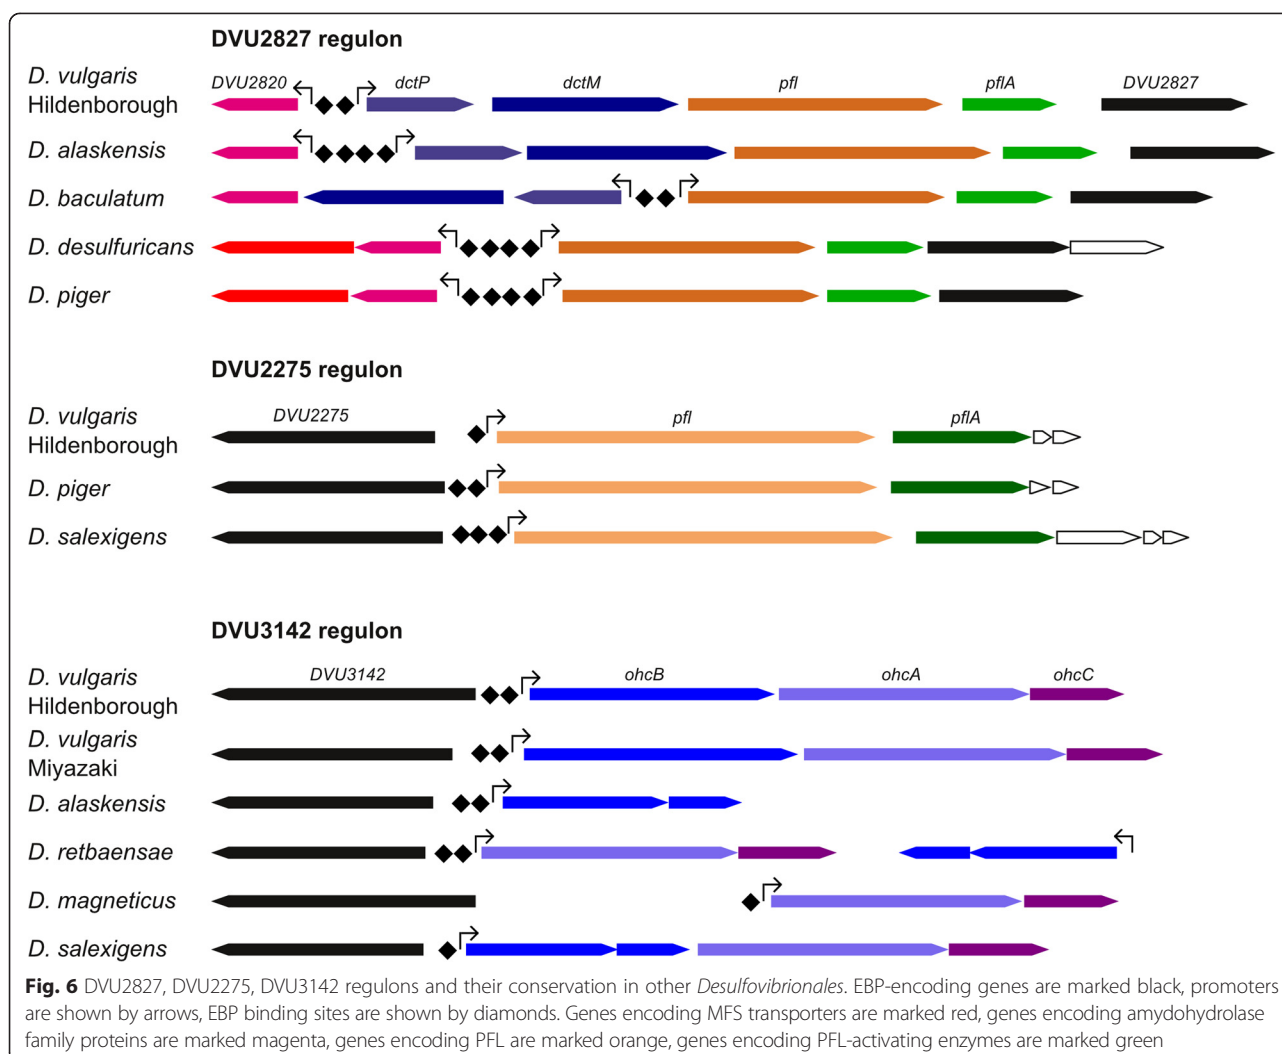 DVU2827 regulon
D. vulgaris
Hildenborough
DVU2820
dctP
dctM
pfl
pflA
DVU2827
D. alaskensis
D. baculatum
D. desulfuricans
D. piger
DVU2275 regulon
D. vulgaris
Hildenborough
DVU2275
pfl
pflA
D. piger
D. salexigens
DVU3142 regulon
D. vulgaris
Hildenborough
DVU3142
ohcB
ohcA
ohcC
D. vulgaris
Miyazaki
D. alaskensis
D. retbaensae
D. magneticus
D. salexigens
Fig. 6 DVU2827, DVU2275, DVU3142 regulons and their conservation in other Desulfovibrionales. EBP-encoding genes are marked black, promoters
are shown by arrows, EBP binding sites are shown by diamonds. Genes encoding MFS transporters are marked red, genes encoding amydohydrolase
family proteins are marked magenta, genes encoding PFL are marked orange, genes encoding PFL-activating enzymes are marked green